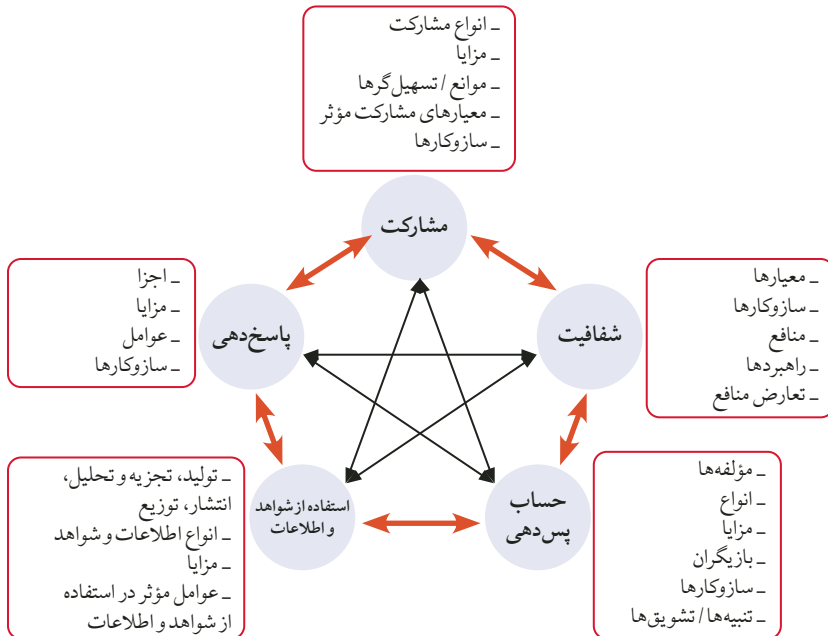 _ انواع مشارکت
_ مزایا
_ موانع / تسهیل‌گرها
_ معیارهای مشارکت مؤثر
_ سازوکارها
مشارکت
_ معیارها
_ سازوکارها
_ منافع
_ راهبردها
_ تعارض منافع
شفافیت
پاسخ‌دهی
_ اجزا
_ مزایا
_ عوامل
_ سازوکارها
_ مؤلفه‌ها
_ انواع
_ مزایا
_ بازیگران
_ سازوکارها
_ تنبیه‌ها / تشویق‌ها
حساب
پس‌دهی
استفاده از شواهد
و اطلاعات
_ تولید، تجزیه و تحلیل،
انتشار، توزیع
_ انواع اطلاعات و شواهد
_ مزایا
_ عوامل مؤثر در استفاده
از شواهد و اطلاعات